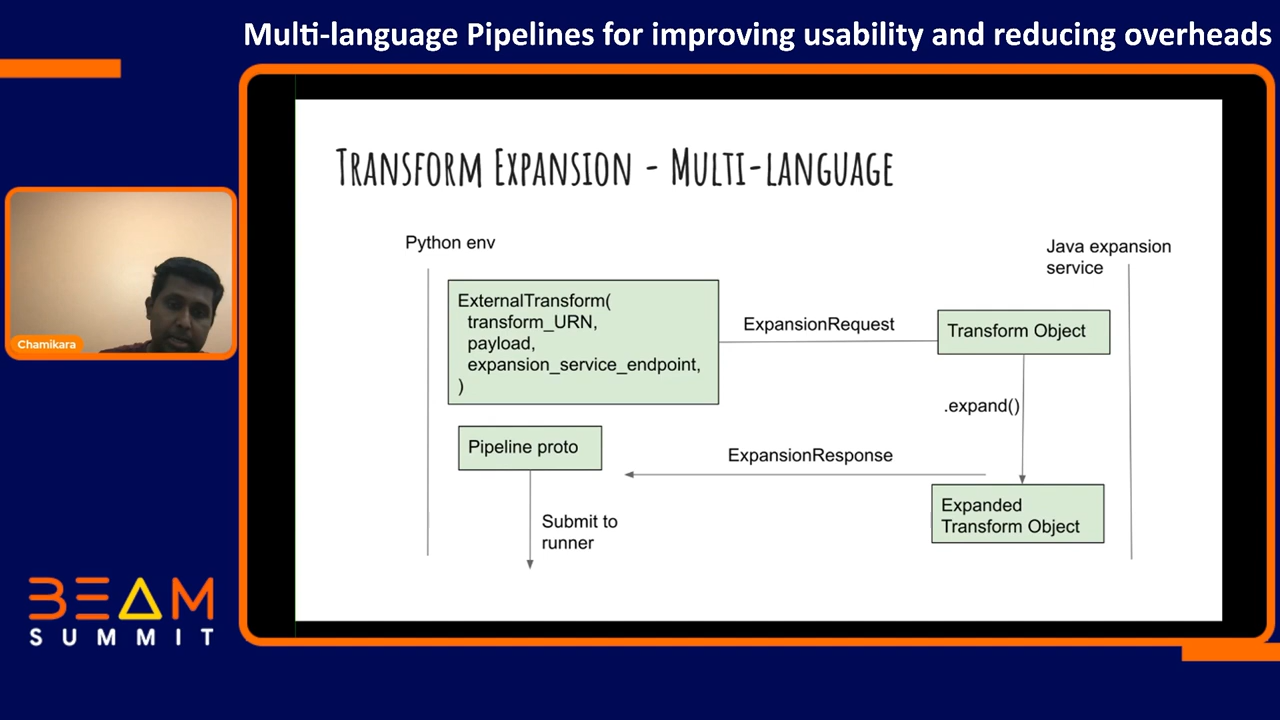 Multi-language Pipelines for improving usability and reducing overheads
TRANSFORM EXPANSION - MULTI-LANGUAGE
Python env
Java expansion
service
ExternalTransform(
transform_URN,
payload,
expansion_service_endpoint,
)
ExpansionRequest
Transform Object
.expand()
Pipeline proto
ExpansionResponse
Expanded
Transform Object
Submit to
runner
Chamikara
BEAM
SUMMIT